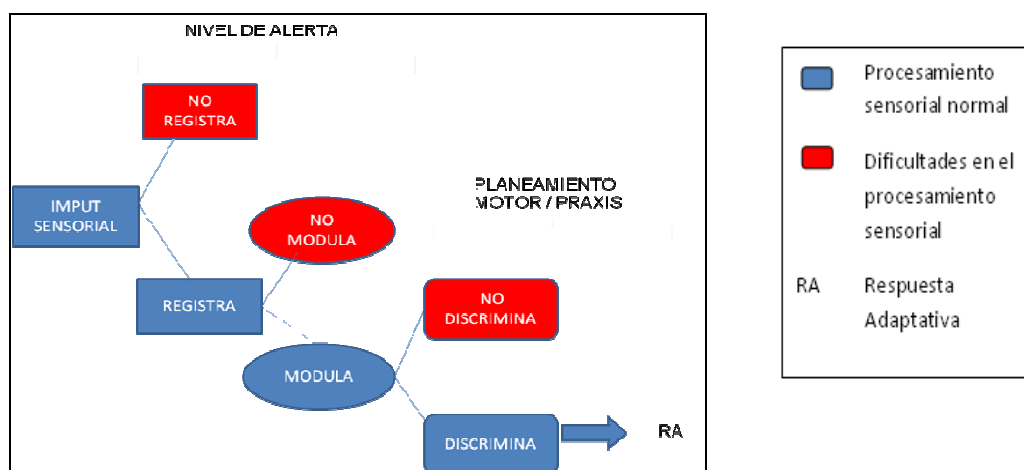 NIVEL DE ALERTA
NO
REGISTRA
IMPUT
SENSORIAL
PLANEAMIENTO
MOTOR / PRAXIS
NO
MODULA
REGISTRA
NO
DISCRIMINA
MODULA
DISCRIMINA
RA
Procesamiento
sensorial normal
Dificultades en el
procesamiento
sensorial
RA Respuesta
Adaptativa